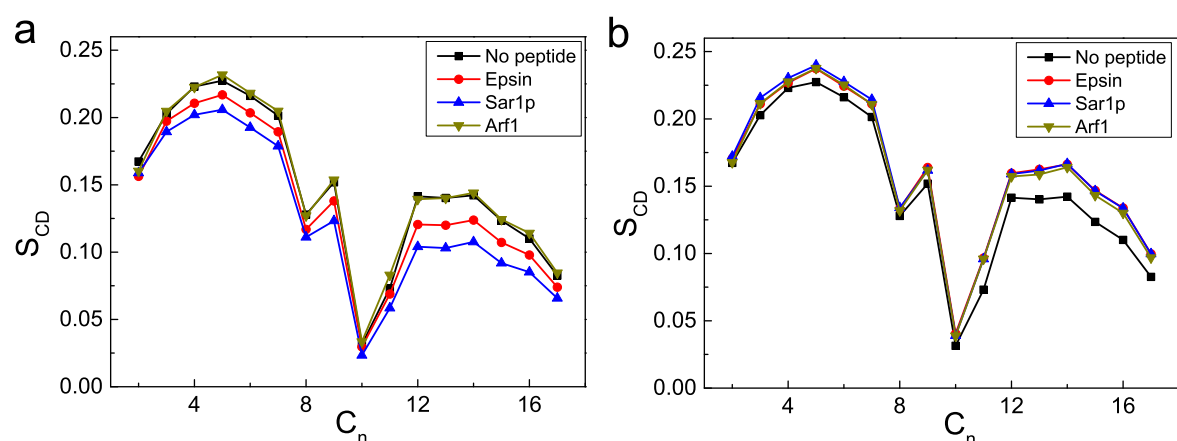 a
0.25
0.20
0.15
0.10
0.05
0.00
S_CD
4 8 12 16
C_n
No peptide
Epsin
Sar1p
Arf1
b
0.25
0.20
0.15
0.10
0.05
0.00
S_CD
4 8 12 16
C_n
No peptide
Epsin
Sar1p
Arf1